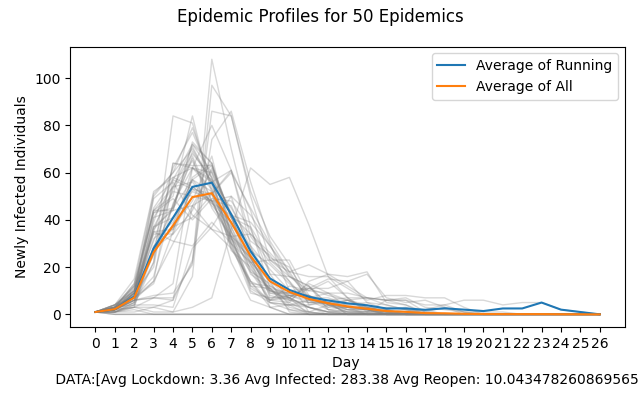 Epidemic Profiles for 50 Epidemics
Average of Running
Average of All
Newly Infected Individuals
100
80
60
40
20
0
0 1 2 3 4 5 6 7 8 9 10 11 12 13 14 15 16 17 18 19 20 21 22 23 24 25 26
Day
DATA:[Avg Lockdown: 3.36 Avg Infected: 283.38 Avg Reopen: 10.043478260869565